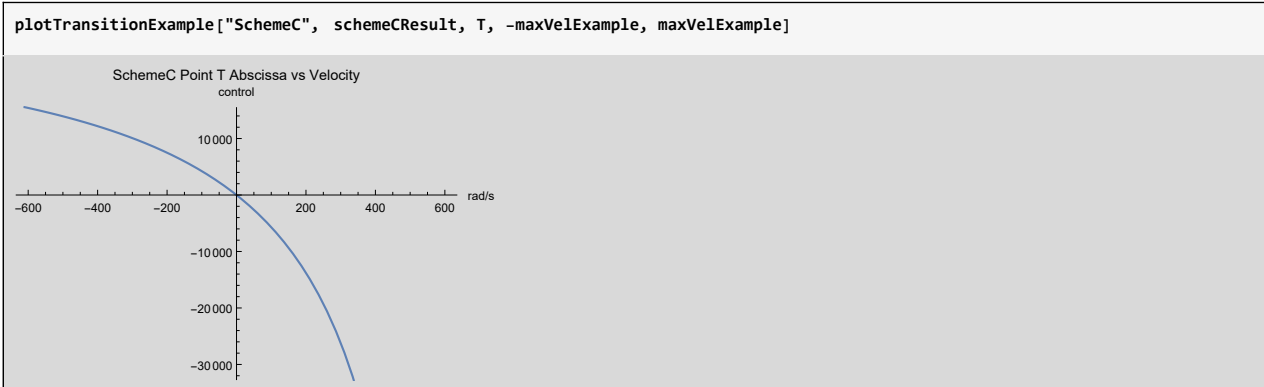 plotTransitionExample["SchemeC", schemeCResult, T, -maxVelExample, maxVelExample]
SchemeC Point T Abscissa vs Velocity
control
10000
-600 -400 -200 200 400 600 rad/s
-10000
-20000
-30000